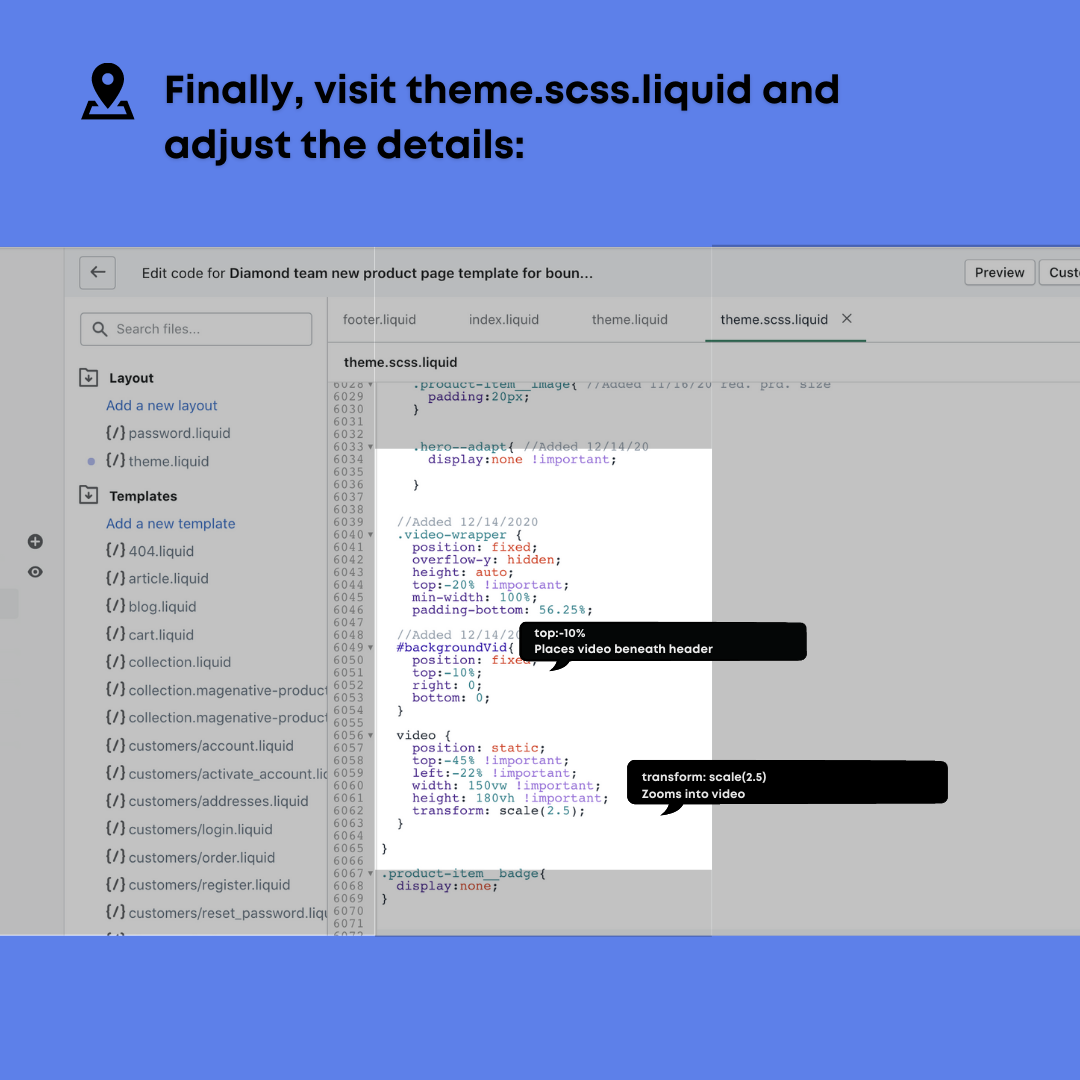 Finally, visit theme.scss.liquid and
adjust the details:
Edit code for Diamond team new product page template for boun...
Preview
Custo
Search files...
Layout
Add a new layout
{/} password.liquid
{/} theme.liquid
Templates
Add a new template
{/} 404.liquid
{/} article.liquid
{/} blog.liquid
{/} cart.liquid
{/} collection.liquid
{/} collection.magenative-product
{/} collection.magenative-product
{/} customers/account.liquid
{/} customers/activate_account.liq
{/} customers/addresses.liquid
{/} customers/login.liquid
{/} customers/order.liquid
{/} customers/register.liquid
{/} customers/reset_password.liqu
footer.liquid
index.liquid
theme.liquid
theme.scss.liquid
theme.scss.liquid
6028 .product-item__image{ //Added 11/16/20 red. prd. size
6029 padding:20px;
6030 }
6031
6032
6033 .hero--adapt{ //Added 12/14/20
6034 display:none !important;
6035
6036 }
6037
6038
6039 //Added 12/14/2020
6040 .video-wrapper {
6041 position: fixed;
6042 overflow-y: hidden;
6043 height: auto;
6044 top:-20% !important;
6045 min-width: 100%;
6046 padding-bottom: 56.25%;
6047
6048 //Added 12/14/20
6049 #backgroundVid{
6050 position: fixed;
6051 top:-10%;
6052 right: 0;
6053 bottom: 0;
6054 }
6055
6056 video {
6057 position: static;
6058 top:-45% !important;
6059 left:-22% !important;
6060 width: 150vw !important;
6061 height: 180vh !important;
6062 transform: scale(2.5);
6063 }
6064
6065 }
6066
6067 .product-item__badge{
6068 display:none;
6069 }
6070
6071
6072
top:-10%
Places video beneath header
transform: scale(2.5)
Zooms into video